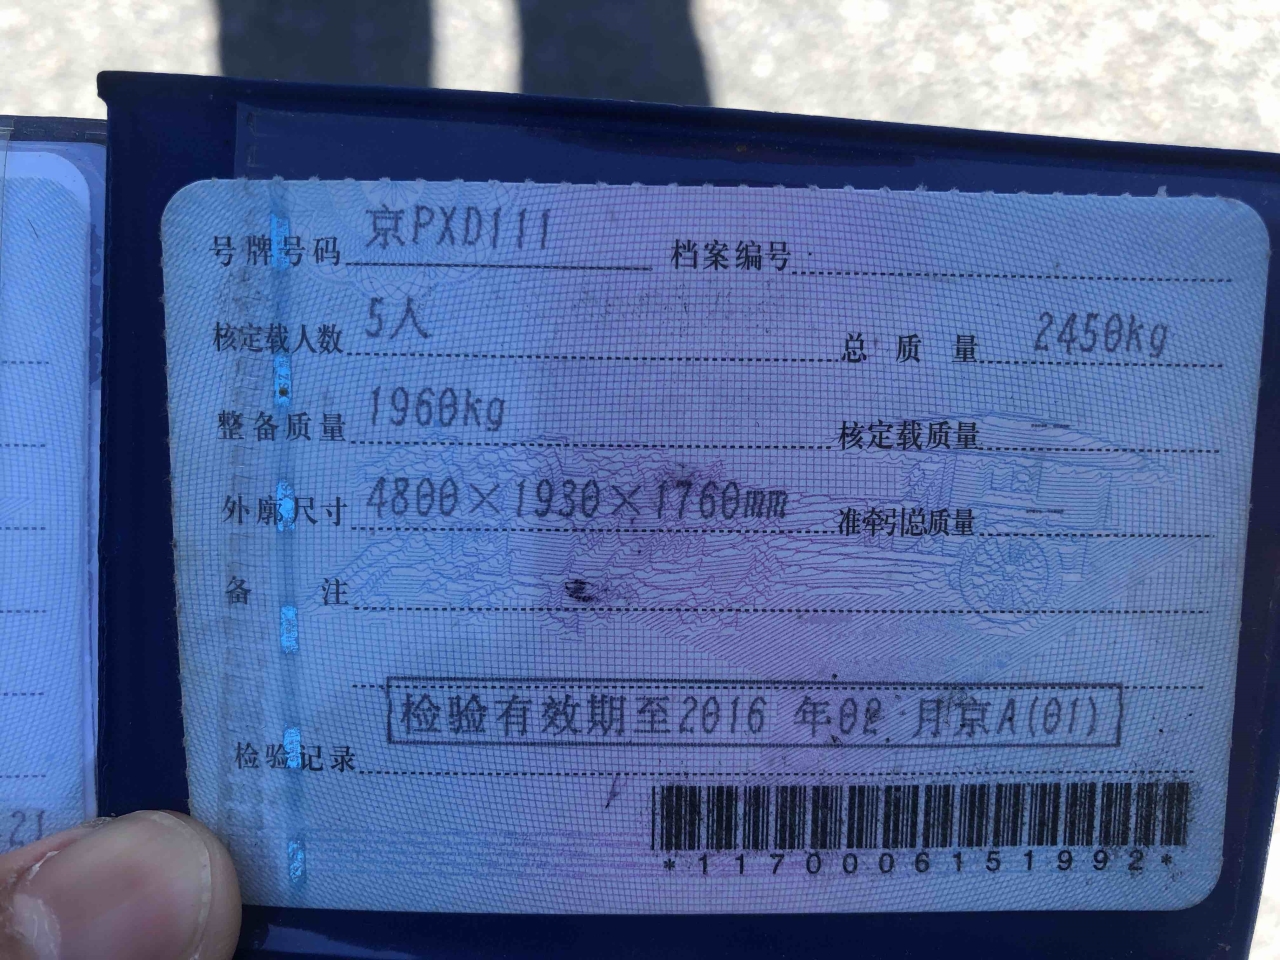 号牌号码 京PXD111 档案编号
核定载人数 5人 总质量 2450kg
整备质量 1960kg 核定载质量 --
外廓尺寸 4800×1930×1760mm 准牵引总质量 --
备注
检验有效期至2016 年02 月京A(01)
检验记录
*1170006151992*
21